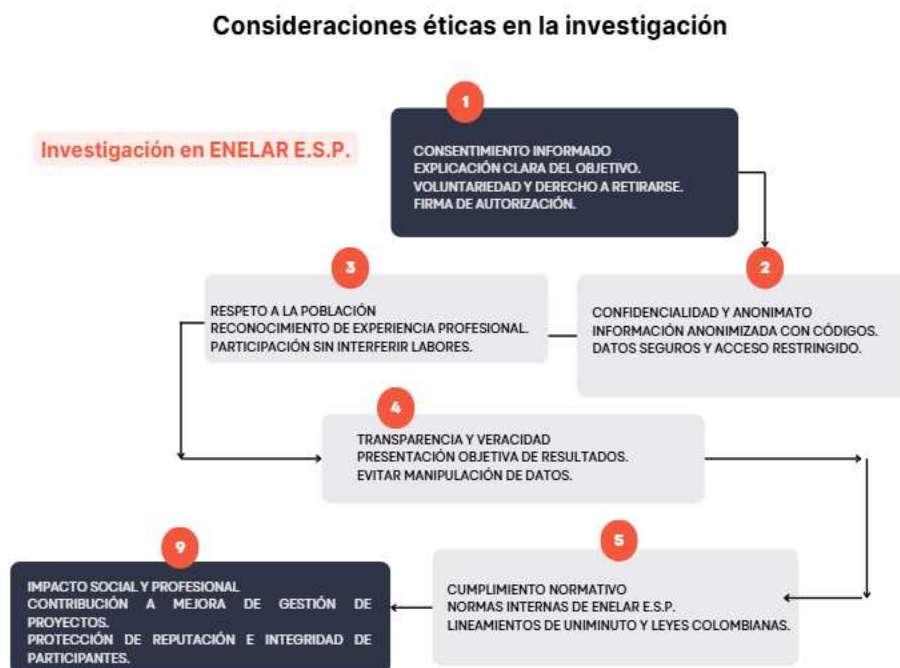 Consideraciones éticas en la investigación
Investigación en ENELAR E.S.P.
1
CONSENTIMIENTO INFORMADO
EXPLICACIÓN CLARA DEL OBJETIVO.
VOLUNTARIEDAD Y DERECHO A RETIRARSE.
FIRMA DE AUTORIZACIÓN.
2
CONFIDENCIALIDAD Y ANONIMATO
INFORMACIÓN ANONIMIZADA CON CÓDIGOS.
DATOS SEGUROS Y ACCESO RESTRINGIDO.
3
RESPETO A LA POBLACIÓN
RECONOCIMIENTO DE EXPERIENCIA PROFESIONAL.
PARTICIPACIÓN SIN INTERFERIR LABORES.
4
TRANSPARENCIA Y VERACIDAD
PRESENTACIÓN OBJETIVA DE RESULTADOS.
EVITAR MANIPULACIÓN DE DATOS.
5
CUMPLIMIENTO NORMATIVO
NORMAS INTERNAS DE ENELAR E.S.P.
LINEAMIENTOS DE UNIMINUTO Y LEYES COLOMBIANAS.
9
IMPACTO SOCIAL Y PROFESIONAL
CONTRIBUCIÓN A MEJORA DE GESTIÓN DE
PROYECTOS.
PROTECCIÓN DE REPUTACIÓN E INTEGRIDAD DE
PARTICIPANTES.